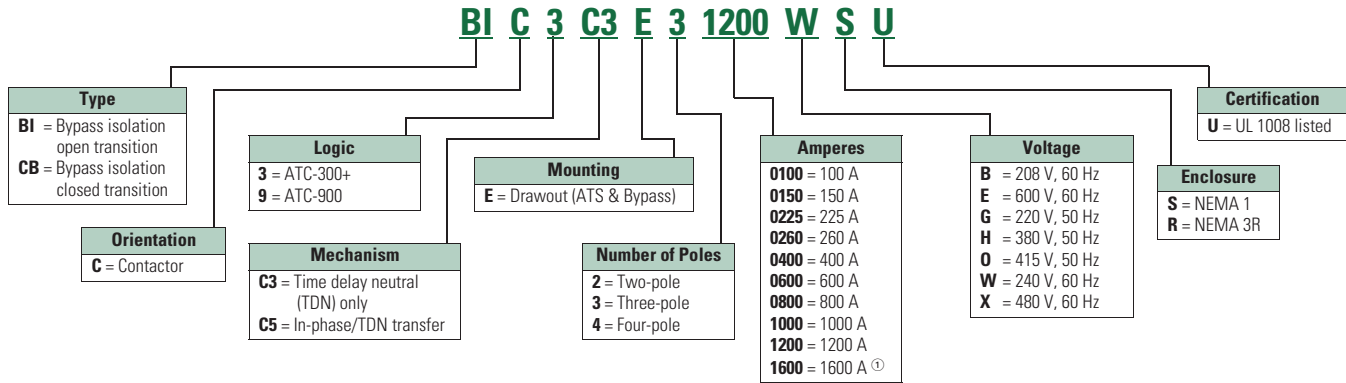 BI C 3 C3 E 3 1200 W S U
Type
BI = Bypass isolation
open transition
CB = Bypass isolation
closed transition
Orientation
C = Contactor
Logic
3 = ATC-300+
9 = ATC-900
Mechanism
C3 = Time delay neutral
(TDN) only
C5 = In-phase/TDN transfer
Mounting
E = Drawout (ATS & Bypass)
Number of Poles
2 = Two-pole
3 = Three-pole
4 = Four-pole
Amperes
0100 = 100 A
0150 = 150 A
0225 = 225 A
0260 = 260 A
0400 = 400 A
0600 = 600 A
0800 = 800 A
1000 = 1000 A
1200 = 1200 A
1600 = 1600 A ①
Voltage
B = 208 V, 60 Hz
E = 600 V, 60 Hz
G = 220 V, 50 Hz
H = 380 V, 50 Hz
O = 415 V, 50 Hz
W = 240 V, 60 Hz
X = 480 V, 60 Hz
Enclosure
S = NEMA 1
R = NEMA 3R
Certification
U = UL 1008 listed